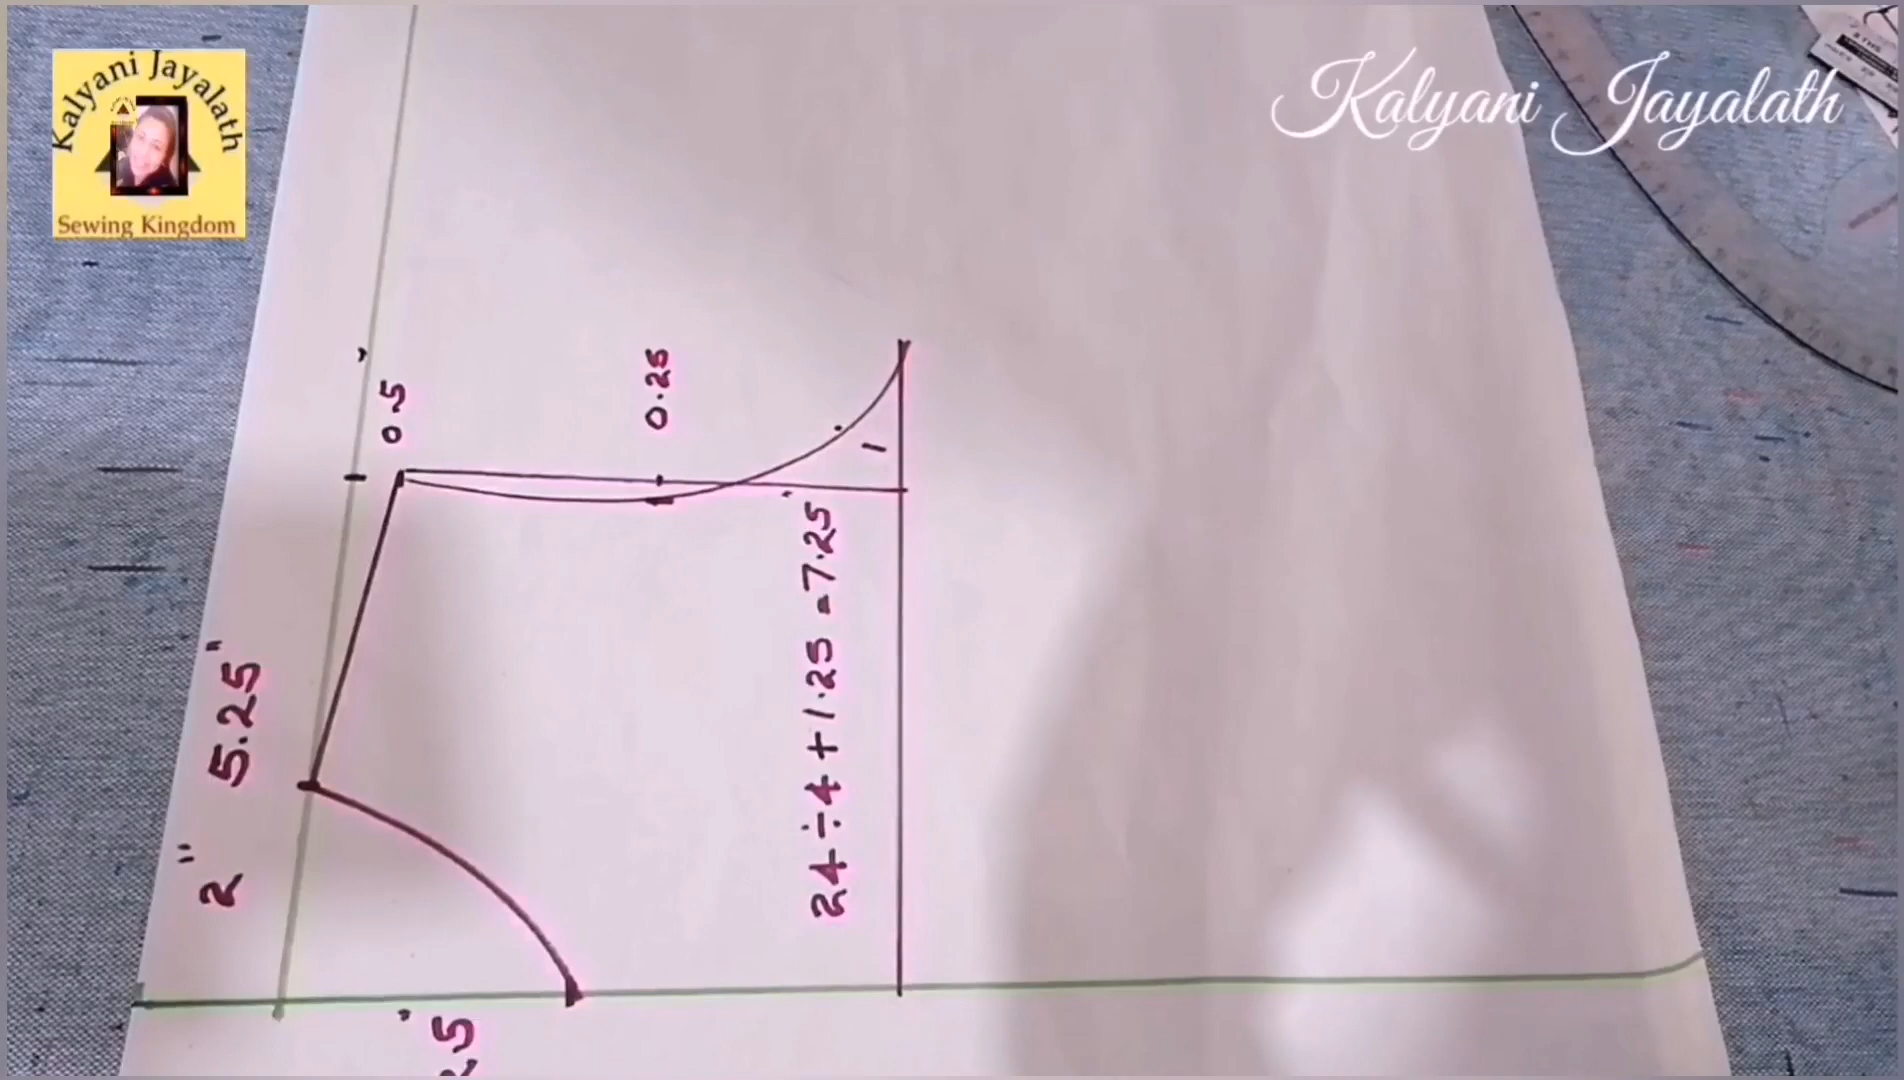 Kalyani Jayalath
Sewing Kingdom
Kalyani Jayalath
0.5
0.25
1
24÷4+1.25=7.25"
5.25"
2"